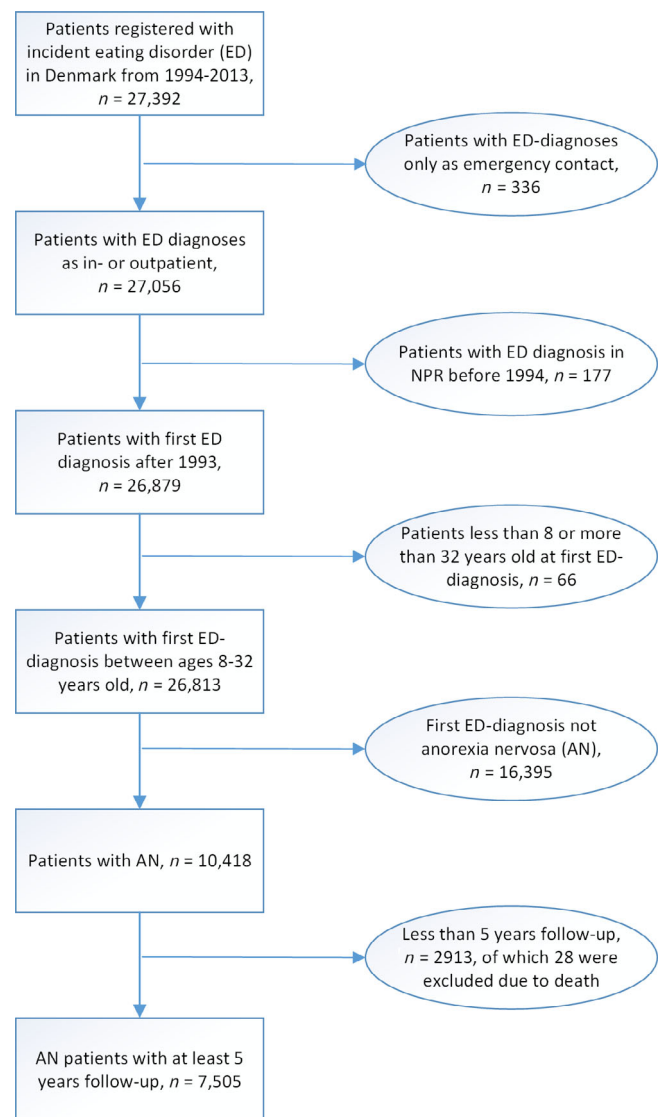 Patients registered with
incident eating disorder (ED)
in Denmark from 1994-2013,
n = 27,392
Patients with ED-diagnoses
only as emergency contact,
n = 336
Patients with ED diagnoses
as in- or outpatient,
n = 27,056
Patients with ED diagnosis in
NPR before 1994, n = 177
Patients with first ED
diagnosis after 1993,
n = 26,879
Patients less than 8 or more
than 32 years old at first ED-
diagnosis, n = 66
Patients with first ED-
diagnosis between ages 8-32
years old, n = 26,813
First ED-diagnosis not
anorexia nervosa (AN),
n = 16,395
Patients with AN, n = 10,418
Less than 5 years follow-up,
n = 2913, of which 28 were
excluded due to death
AN patients with at least 5
years follow-up, n = 7,505